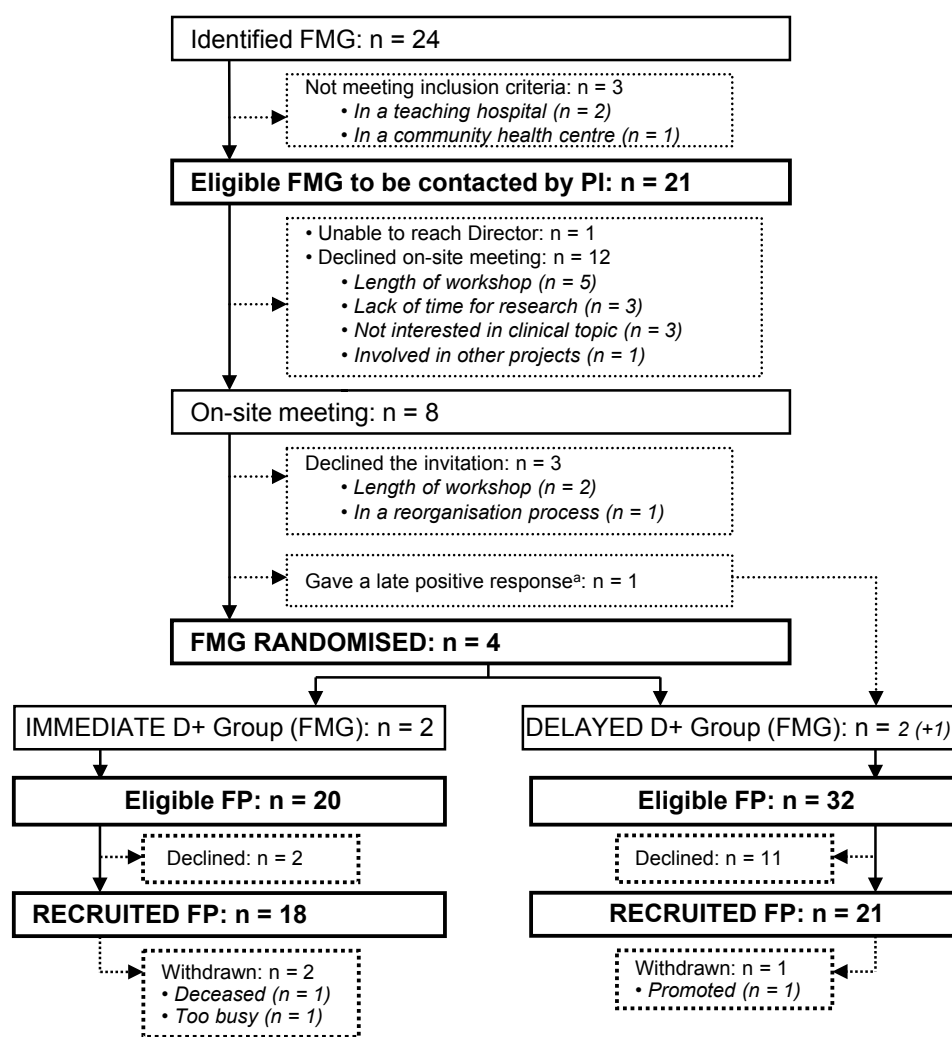 Identified FMG: n = 24
Not meeting inclusion criteria: n = 3
• In a teaching hospital (n = 2)
• In a community health centre (n = 1)
Eligible FMG to be contacted by PI: n = 21
• Unable to reach Director: n = 1
• Declined on-site meeting: n = 12
• Length of workshop (n = 5)
• Lack of time for research (n = 3)
• Not interested in clinical topic (n = 3)
• Involved in other projects (n = 1)
On-site meeting: n = 8
Declined the invitation: n = 3
• Length of workshop (n = 2)
• In a reorganisation process (n = 1)
Gave a late positive responseᵃ: n = 1
FMG RANDOMISED: n = 4
IMMEDIATE D+ Group (FMG): n = 2
DELAYED D+ Group (FMG): n = 2 (+1)
Eligible FP: n = 20
Eligible FP: n = 32
Declined: n = 2
Declined: n = 11
RECRUITED FP: n = 18
RECRUITED FP: n = 21
Withdrawn: n = 2
• Deceased (n = 1)
• Too busy (n = 1)
Withdrawn: n = 1
• Promoted (n = 1)